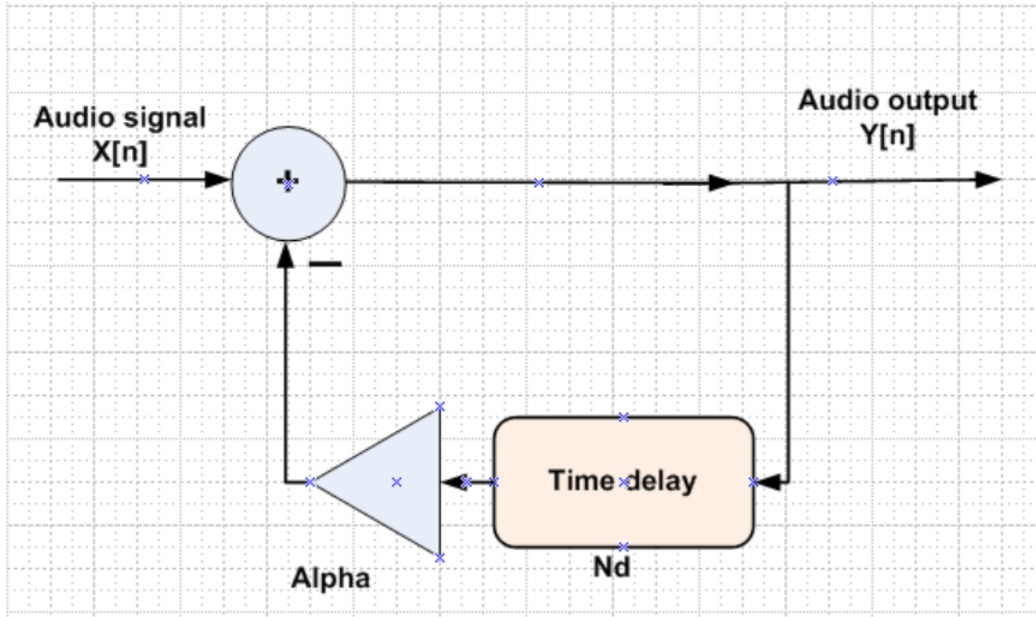 Audio signal
X[n]
Audio output
Y[n]
+
−
Time delay
Nd
Alpha